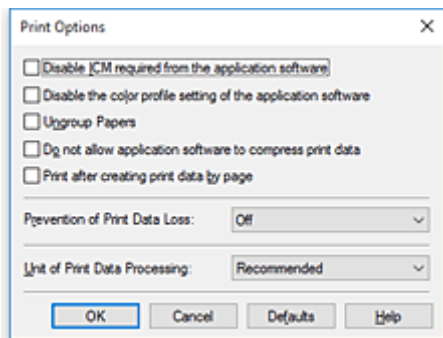 Print Options
Disable ICM required from the application software
Disable the color profile setting of the application software
Ungroup Papers
Do not allow application software to compress print data
Print after creating print data by page
Prevention of Print Data Loss: Off
Unit of Print Data Processing: Recommended
OK Cancel Defaults Help